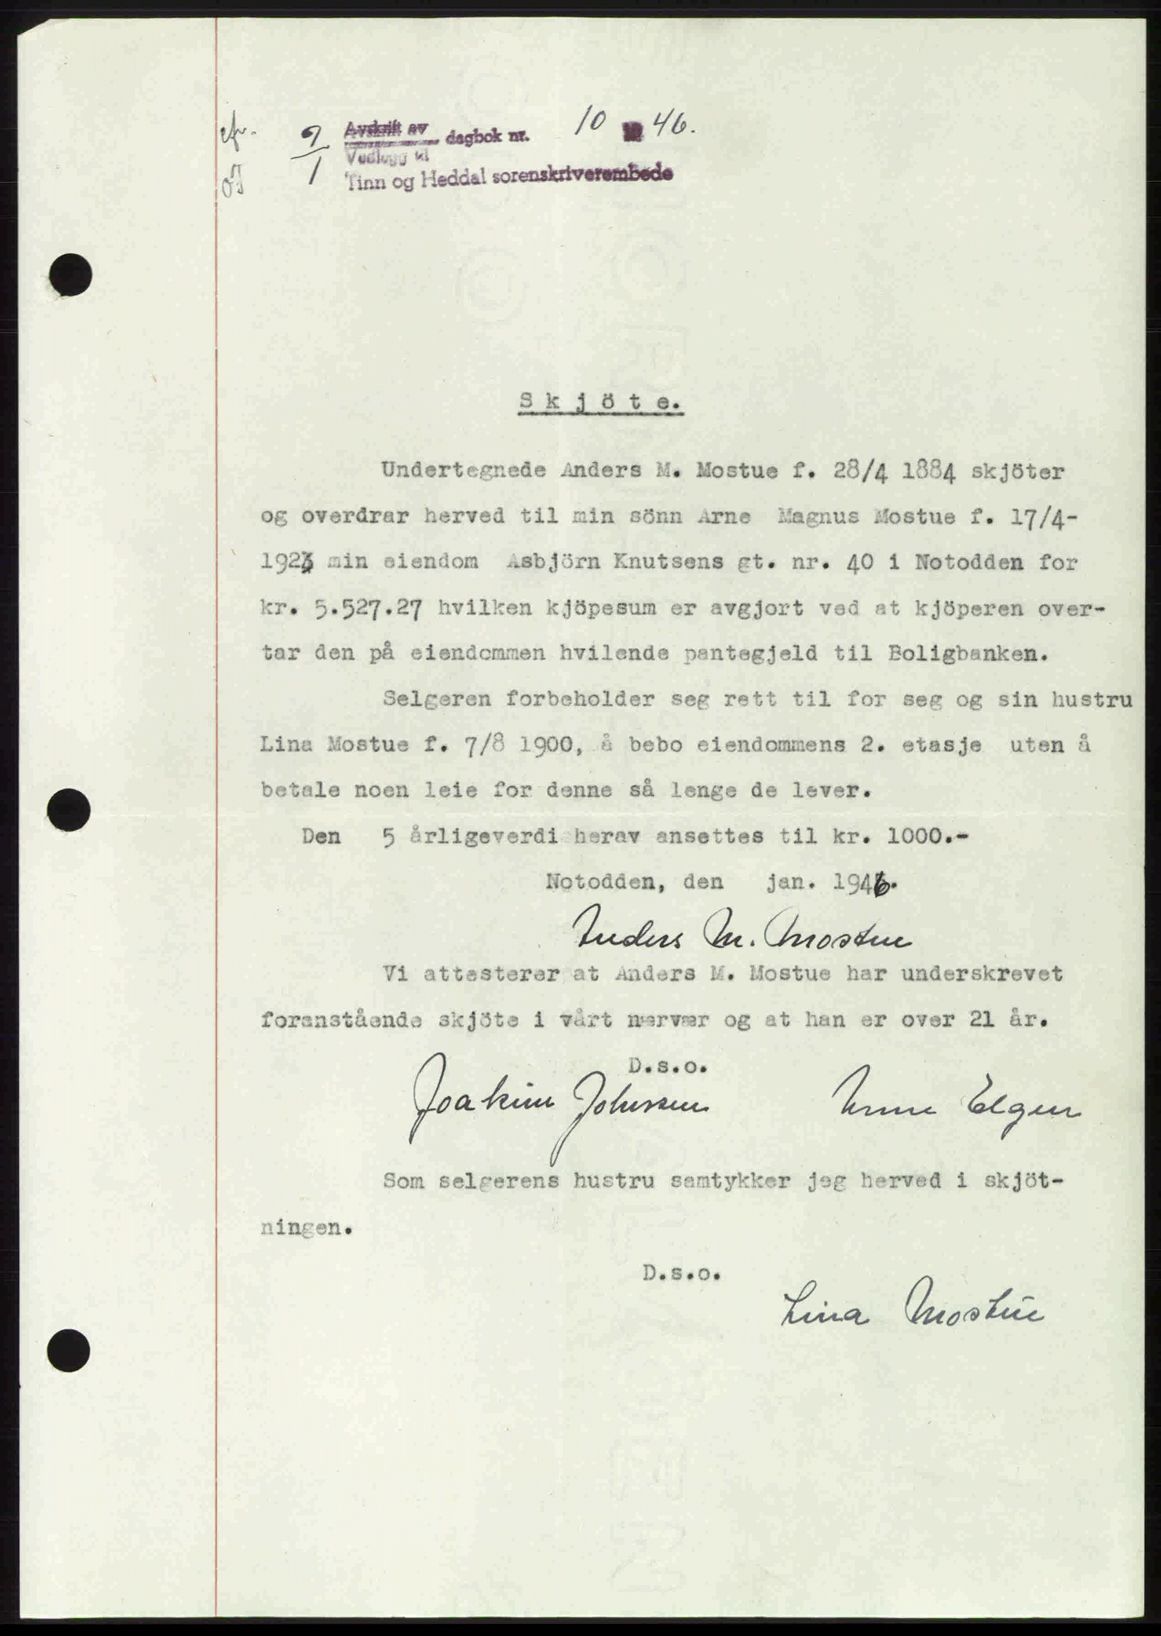 9/1 Avskrift av dagbok nr. 10 1946.
Vedlegg til
Tinn og Heddal sorenskriverembede
Skjöte.
Undertegnede Anders M. Mostue f. 28/4 1884 skjöter
og overdrar herved til min sönn Arne Magnus Mostue f. 17/4-
1923 min eiendom Asbjörn Knutsens gt. nr. 40 i Notodden for
kr. 5.527.27 hvilken kjöpesum er avgjort ved at kjöperen over-
tar den på eiendommen hvilende pantegjeld til Boligbanken.
Selgeren forbeholder seg rett til for seg og sin hustru
Lina Mostue f. 7/8 1900, å bebo eiendommens 2. etasje uten å
betale noen leie for denne så lenge de lever.
Den 5 årligeverdi herav ansettes til kr. 1000.-
Notodden, den jan. 1946.
Anders M. Mostue
Vi attesterer at Anders M. Mostue har underskrevet
foranstående skjöte i vårt nærvær og at han er over 21 år.
D.s.o.
Joakim Johnsen Elgen
Som selgerens hustru samtykker jeg herved i skjöt-
ningen.
D.s.o.
Lina Mostue